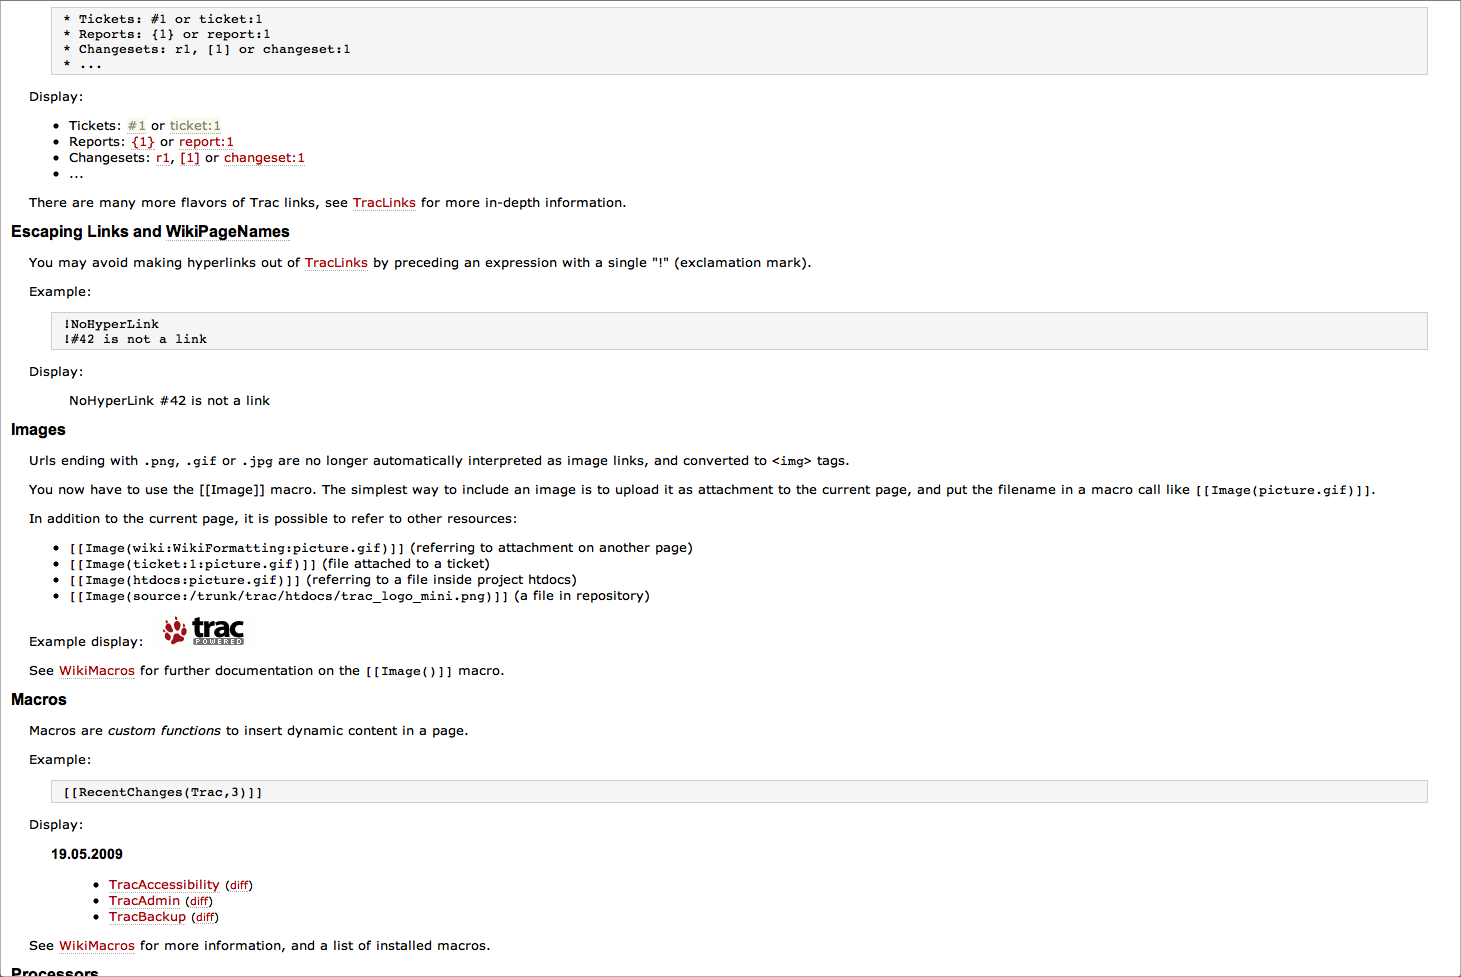 * Tickets: #1 or ticket:1
* Reports: {1} or report:1
* Changesets: r1, [1] or changeset:1
* ...
Display:
• Tickets: #1 or ticket:1
• Reports: {1} or report:1
• Changesets: r1, [1] or changeset:1
• ...
There are many more flavors of Trac links, see TracLinks for more in-depth information.
Escaping Links and WikiPageNames
You may avoid making hyperlinks out of TracLinks by preceding an expression with a single "!" (exclamation mark).
Example:
!NoHyperLink
!#42 is not a link
Display:
NoHyperLink #42 is not a link
Images
Urls ending with .png, .gif or .jpg are no longer automatically interpreted as image links, and converted to <img> tags.
You now have to use the [[Image]] macro. The simplest way to include an image is to upload it as attachment to the current page, and put the filename in a macro call like [[Image(picture.gif)]].
In addition to the current page, it is possible to refer to other resources:
• [[Image(wiki:WikiFormatting:picture.gif)]] (referring to attachment on another page)
• [[Image(ticket:1:picture.gif)]] (file attached to a ticket)
• [[Image(htdocs:picture.gif)]] (referring to a file inside project htdocs)
• [[Image(source:/trunk/trac/htdocs/trac_logo_mini.png)]] (a file in repository)
Example display: trac
POWERED
See WikiMacros for further documentation on the [[Image()]] macro.
Macros
Macros are custom functions to insert dynamic content in a page.
Example:
[[RecentChanges(Trac,3)]]
Display:
19.05.2009
• TracAccessibility (diff)
• TracAdmin (diff)
• TracBackup (diff)
See WikiMacros for more information, and a list of installed macros.
Processors